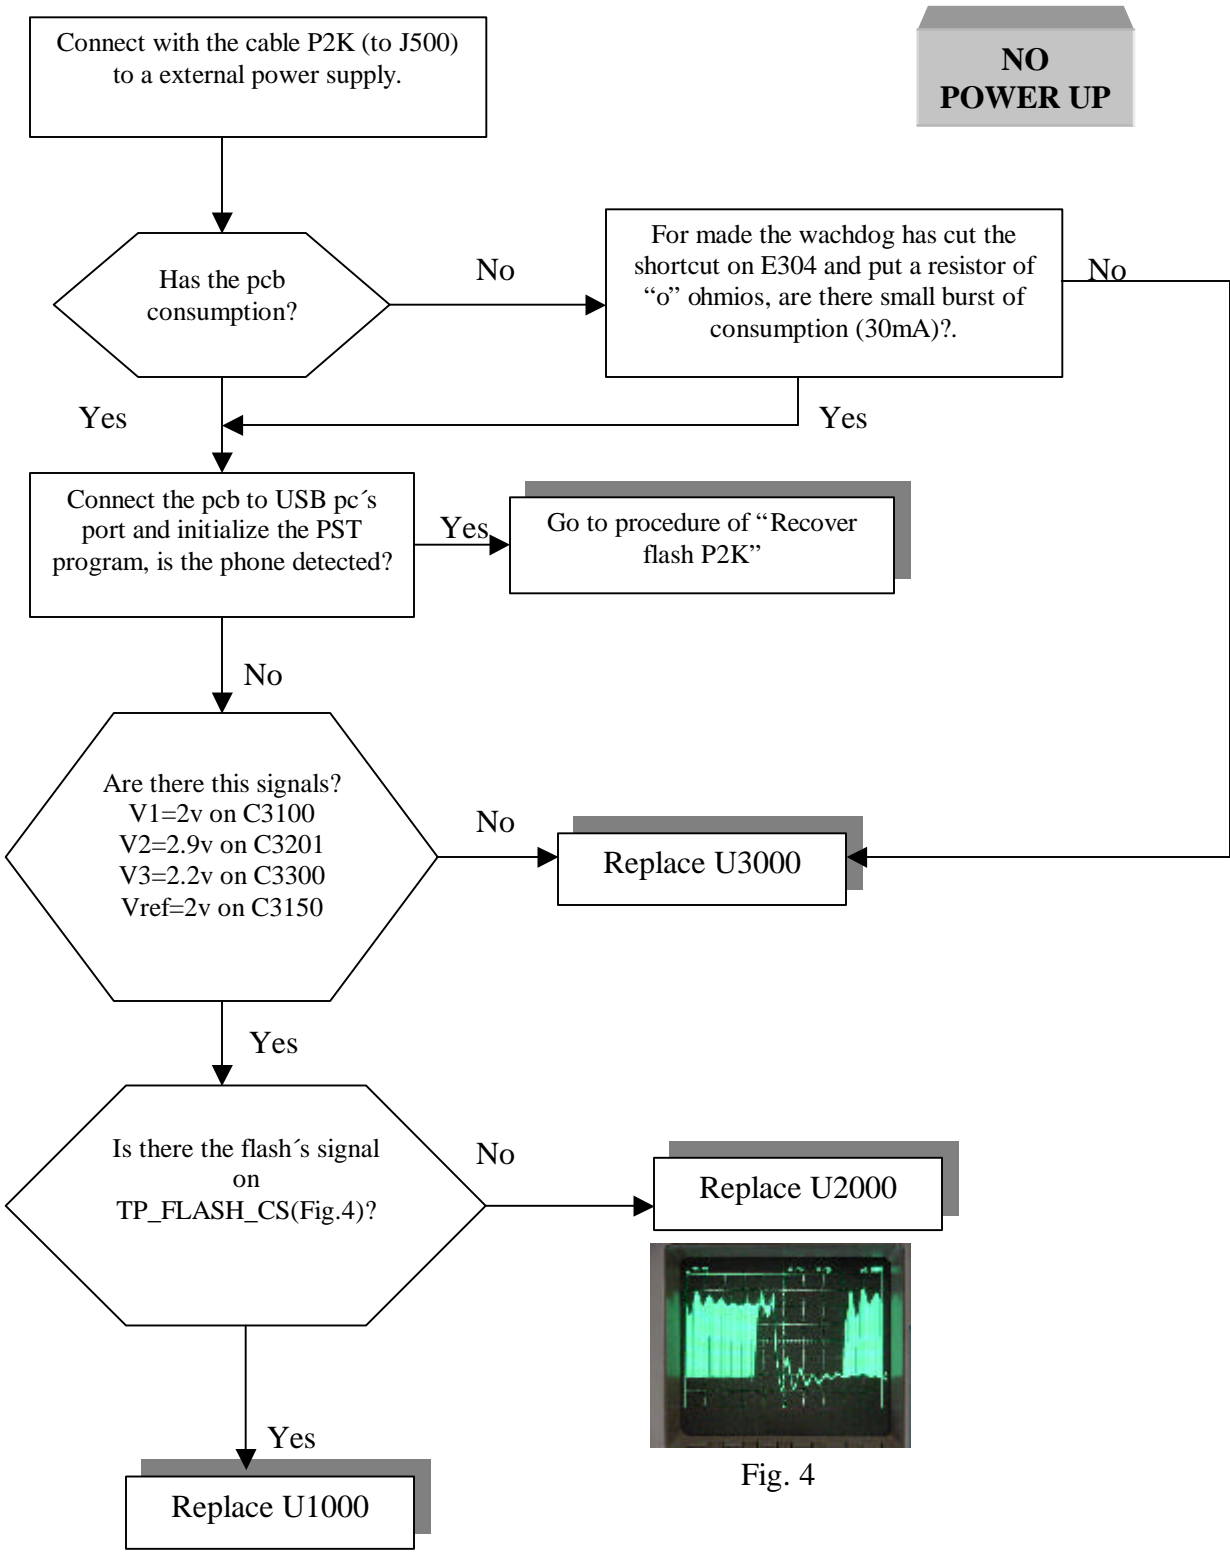 Connect with the cable P2K (to J500)
to a external power supply.
NO
POWER UP
Has the pcb
consumption?
No
For made the wachdog has cut the
shortcut on E304 and put a resistor of
“o” ohmios, are there small burst of
consumption (30mA)?.
No
Yes
Yes
Connect the pcb to USB pc´s
port and initialize the PST
program, is the phone detected?
Yes
Go to procedure of “Recover
flash P2K”
No
Are there this signals?
V1=2v on C3100
V2=2.9v on C3201
V3=2.2v on C3300
Vref=2v on C3150
No
Replace U3000
Yes
Is there the flash´s signal
on
TP_FLASH_CS(Fig.4)?
No
Replace U2000
Yes
Replace U1000
Fig. 4